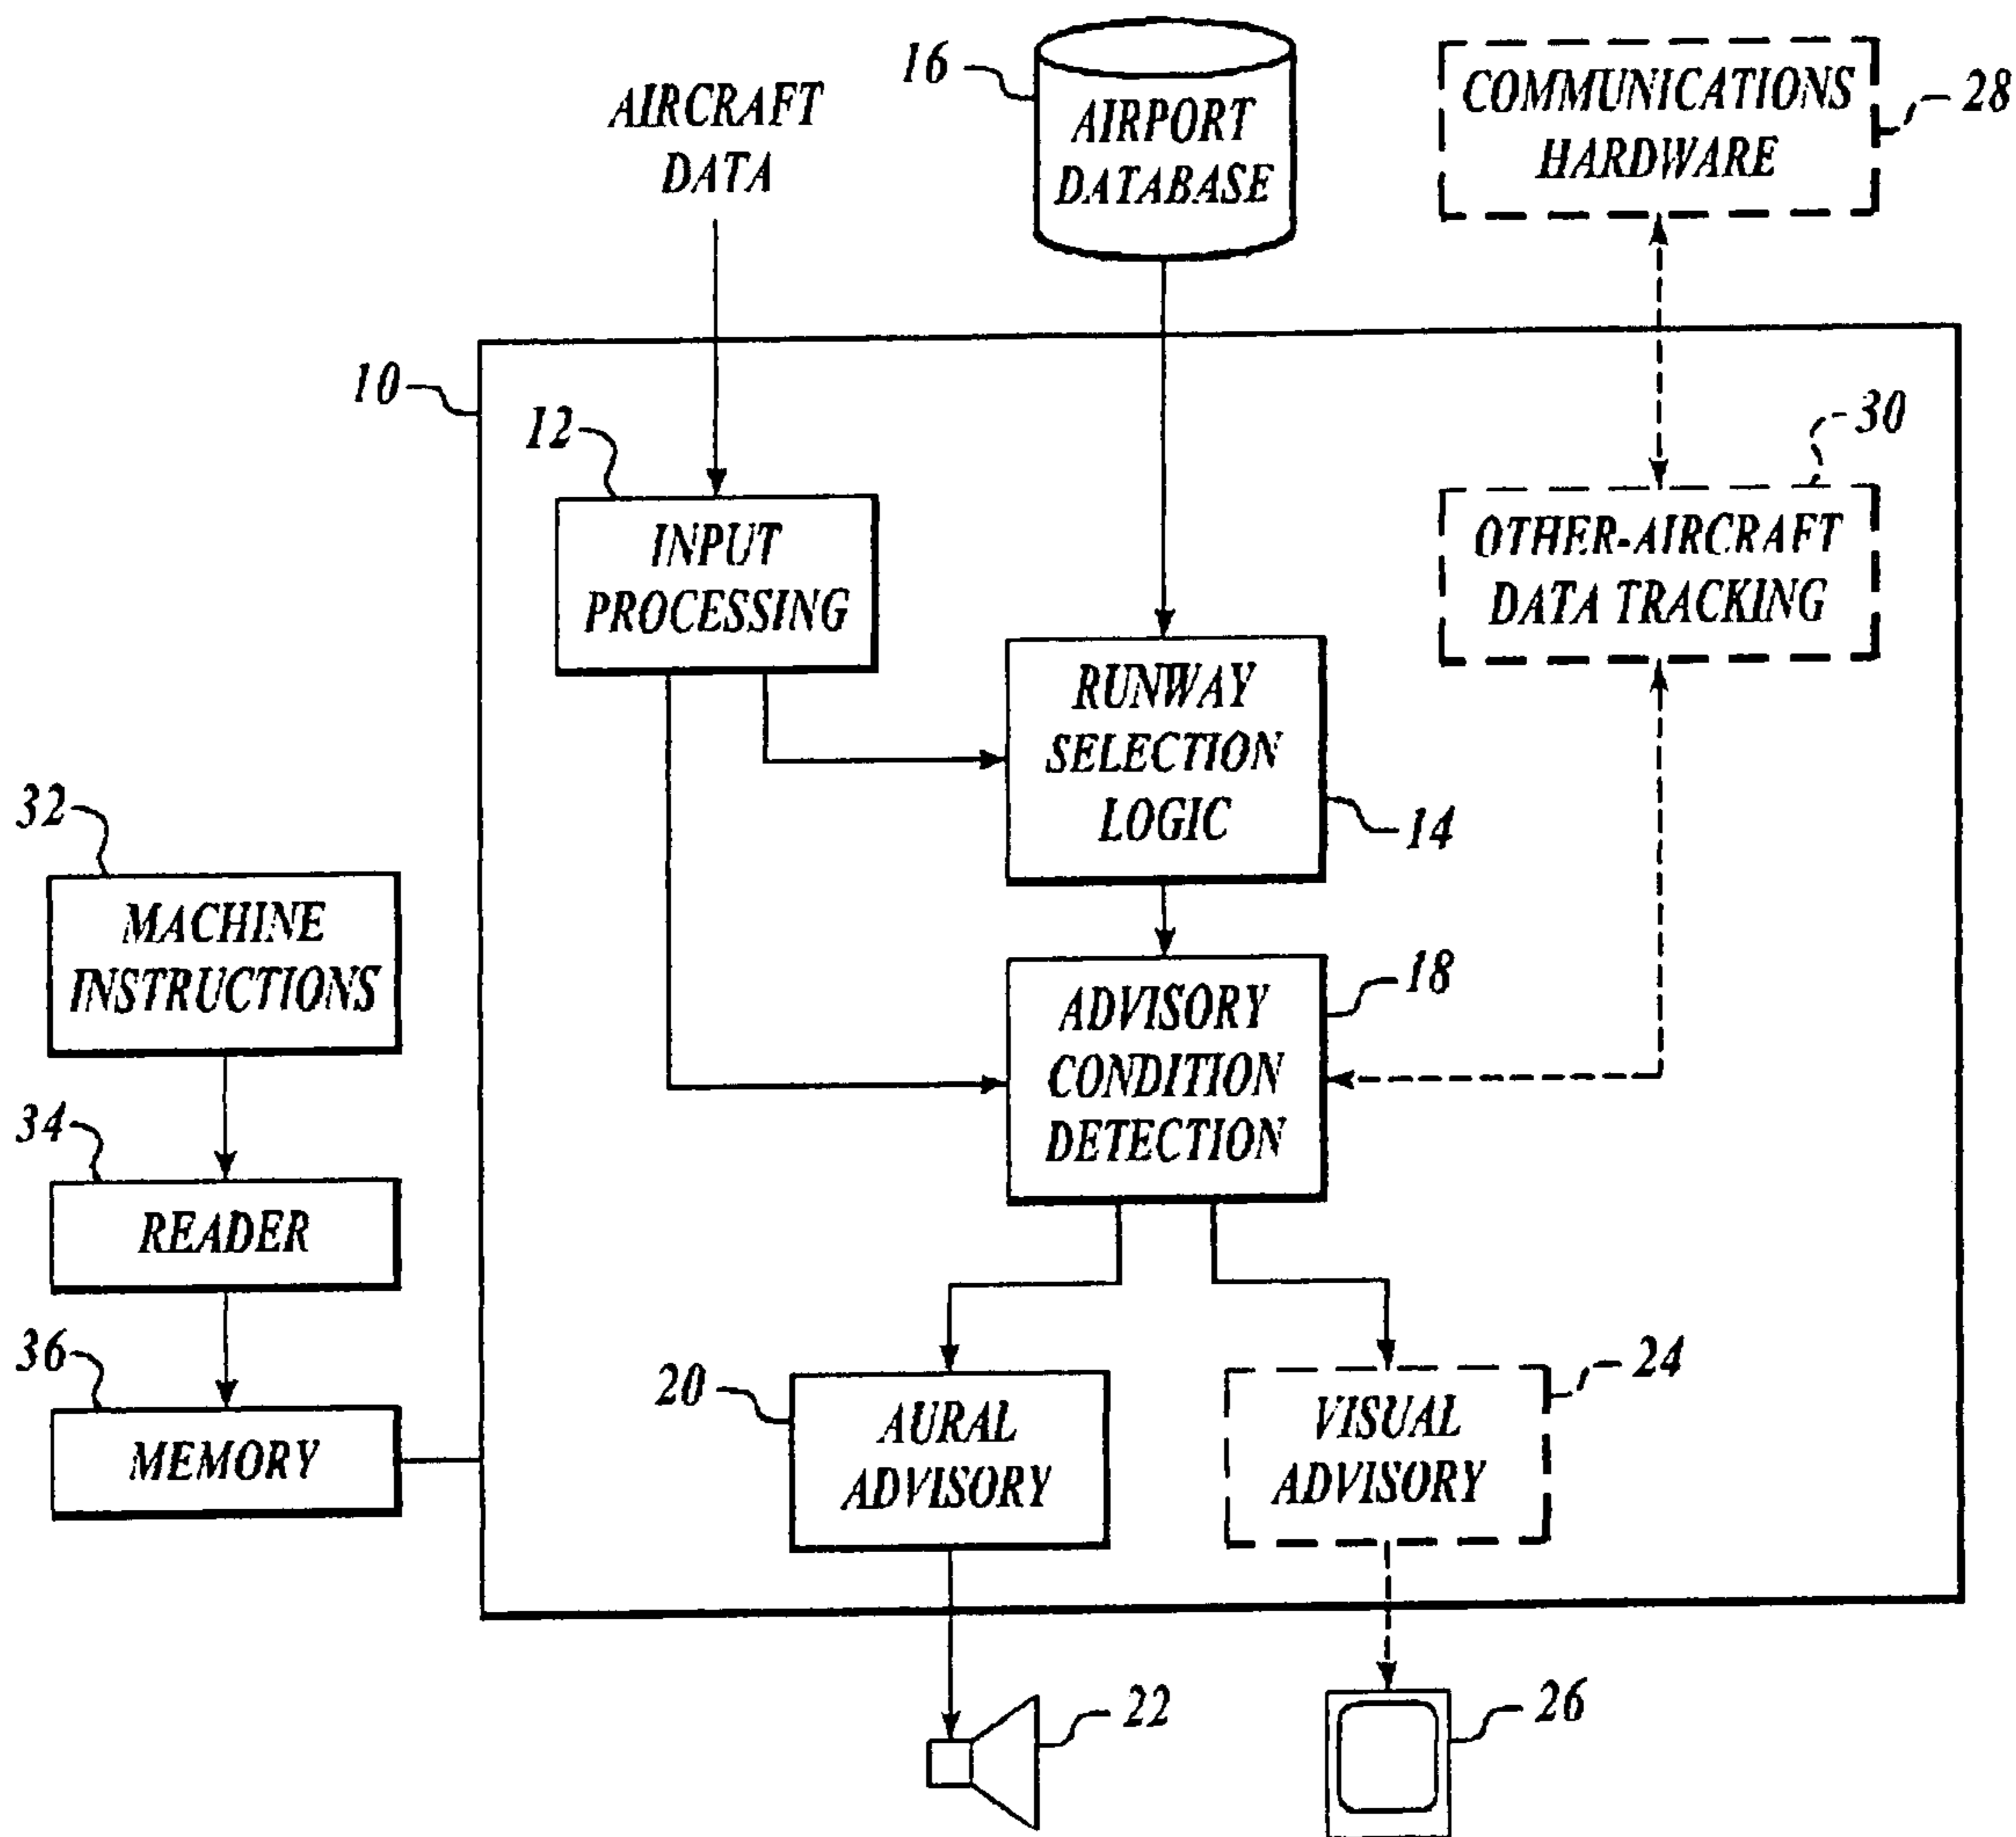 AIRCRAFT
DATA
16
AIRPORT
DATABASE
COMMUNICATIONS
HARDWARE
28
10
12
INPUT
PROCESSING
30
OTHER-AIRCRAFT
DATA TRACKING
RUNWAY
SELECTION
LOGIC
14
32
MACHINE
INSTRUCTIONS
18
ADVISORY
CONDITION
DETECTION
34
READER
36
MEMORY
20
AURAL
ADVISORY
24
VISUAL
ADVISORY
22
26